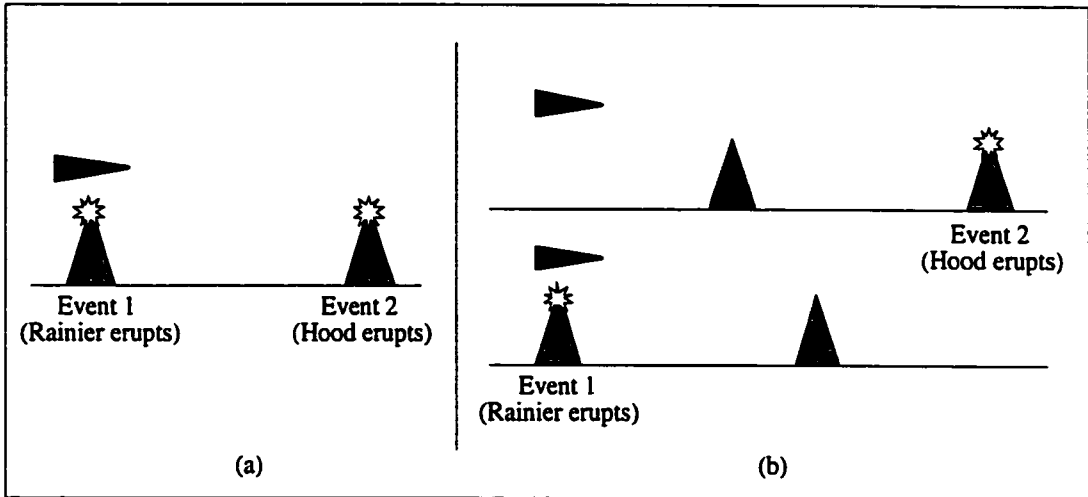 Event 1
(Rainier erupts)
Event 2
(Hood erupts)
(a)
Event 2
(Hood erupts)
Event 1
(Rainier erupts)
(b)